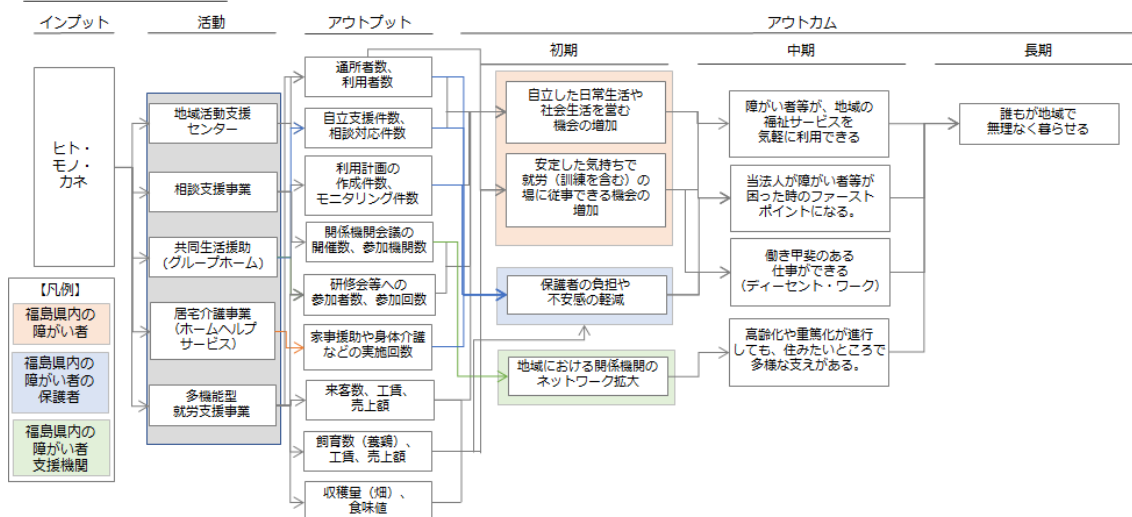 インプット
活動
アウトプット
アウトカム
初期
中期
長期
ヒト・
モノ・
カネ
【凡例】
福島県内の
障がい者
福島県内の
障がい者の
保護者
福島県内の
障がい者
支援機関
地域活動支援
センター
相談支援事業
共同生活援助
(グループホーム)
居宅介護事業
(ホームヘルプ
サービス)
多機能型
就労支援事業
通所者数、
利用者数
自立支援件数、
相談対応件数
利用計画の
作成件数、
モニタリング件数
関係機関会議の
開催数、参加機関数
研修会等への
参加者数、参加回数
家事援助や身体介護
などの実施回数
来客数、工賃、
売上額
飼育数（養鶏）、
工賃、売上額
収穫量（畑）、
食味値
自立した日常生活や
社会生活を営む
機会の増加
安定した気持ちで
就労（訓練を含む）の
場に従事できる機会の
増加
保護者の負担や
不安感の軽減
地域における関係機関の
ネットワーク拡大
障がい者等が、地域の
福祉サービスを
気軽に利用できる
当法人が障がい者等が
困った時のファースト
ポイントになる。
働き甲斐のある
仕事ができる
（ディーセント・ワーク）
高齢化や重篤化が進行
しても、住みたいところで
多様な支えがある。
誰もが地域で
無理なく暮らせる